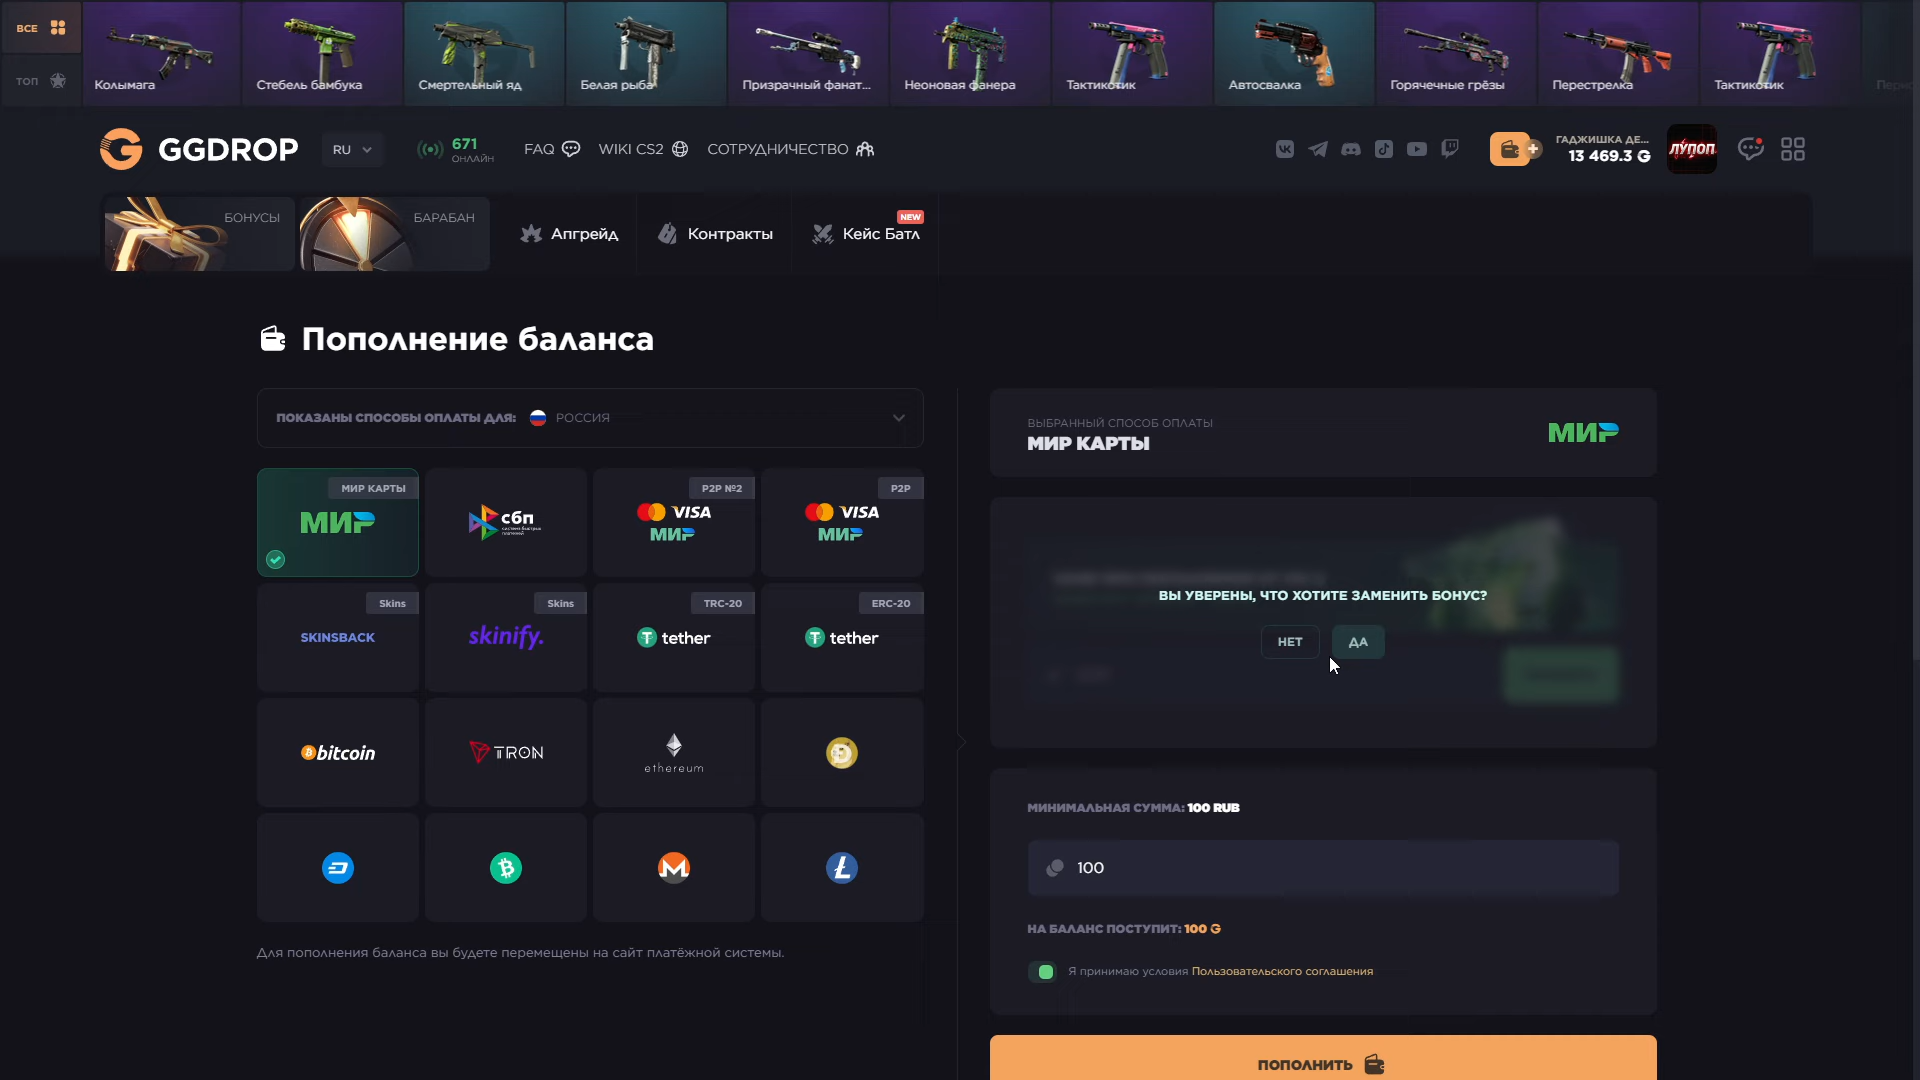 ВСЕ
ТОП
Колымага
Стебель бамбука
Смертельный яд
Белая рыба
Призрачный фанат...
Неоновая фанера
Тактикотик
Автосвалка
Горячечные грёзы
Перестрелка
Тактикотик
GGDROP
RU
671
ОНЛАЙН
FAQ
WIKI CS2
СОТРУДНИЧЕСТВО
ГАДЖИШКА ДЕ...
13 469.3 G
ЛУПОП
БОНУСЫ
БАРАБАН
Апгрейд
Контракты
Кейс Батл
NEW
Пополнение баланса
ПОКАЗАНЫ СПОСОБЫ ОПЛАТЫ ДЛЯ: РОССИЯ
МИР КАРТЫ
МИР
сбп
система быстрых
платежей
P2P №2
VISA
МИР
P2P
VISA
МИР
Skins
SKINSBACK
Skins
skinify.
TRC-20
tether
ERC-20
tether
bitcoin
TRON
ethereum
Для пополнения баланса вы будете перемещены на сайт платёжной системы.
ВЫБРАННЫЙ СПОСОБ ОПЛАТЫ
МИР КАРТЫ
МИР
ВЫ УВЕРЕНЫ, ЧТО ХОТИТЕ ЗАМЕНИТЬ БОНУС?
НЕТ
ДА
МИНИМАЛЬНАЯ СУММА: 100 RUB
100
НА БАЛАНС ПОСТУПИТ: 100 G
Я принимаю условия Пользовательского соглашения
ПОПОЛНИТЬ